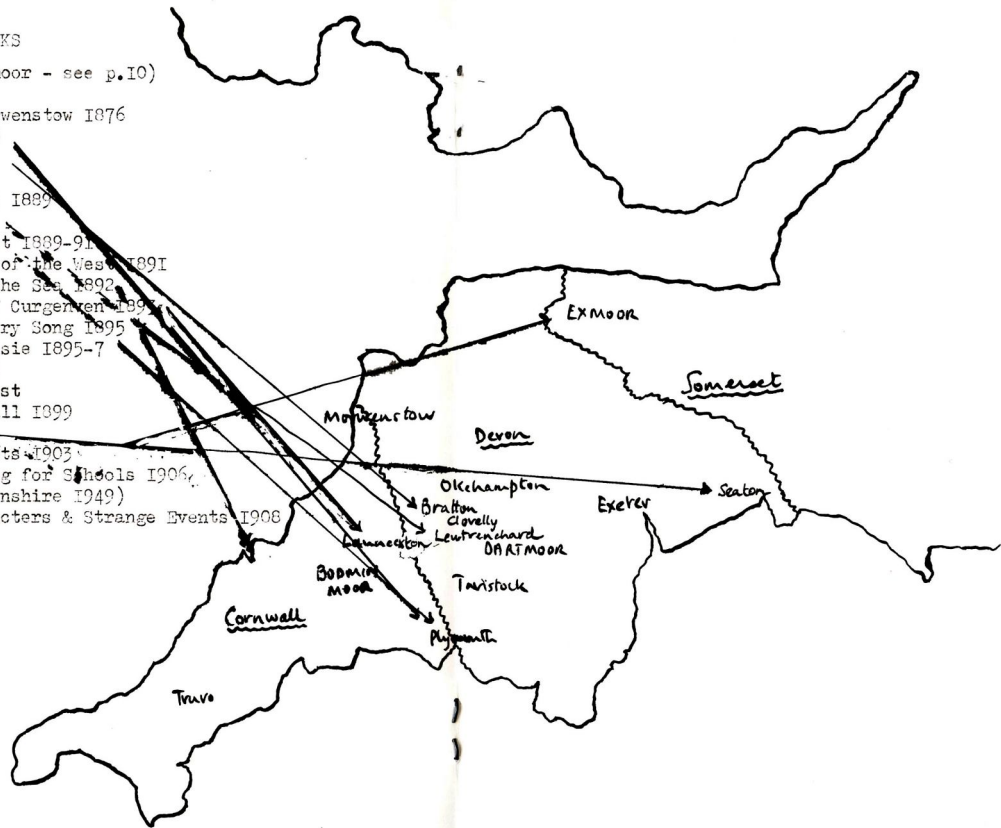 KS
oor - see p.I0)
wenstow I876
I889
t I889-9I
of the West I89I
he Sea I892
Curgenven I893
ry Song I895
sie I895-7
st
ll I899
ts I903
g for Schools I906
nshire I949)
cters & Strange Events I908
EXMOOR
Somerset
Morwenstow
Devon
Okehampton
Bratton
Clovelly
Exeter
Seaton
Launceston
Lewtrenchard
DARTMOOR
BODMIN
MOOR
Tavistock
Cornwall
Plymouth
Truro